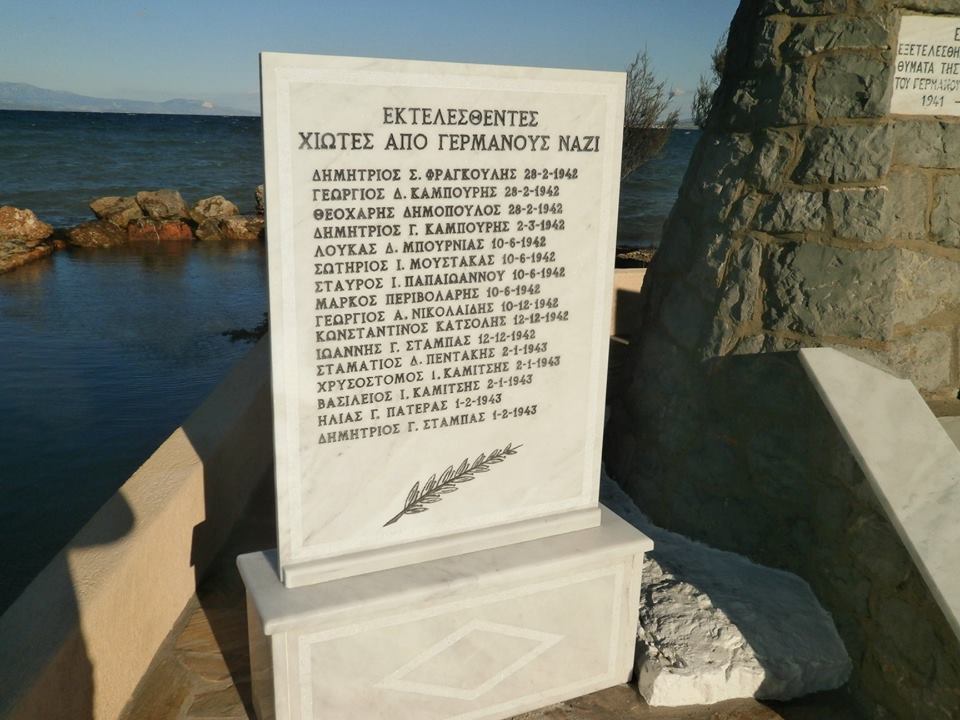 ΕΚΤΕΛΕΣΘΕΝΤΕΣ
ΧΙΩΤΕΣ ΑΠΟ ΓΕΡΜΑΝΟΥΣ ΝΑΖΙ
ΔΗΜΗΤΡΙΟΣ Σ. ΦΡΑΓΚΟΥΛΗΣ 28-2-1942
ΓΕΩΡΓΙΟΣ Δ. ΚΑΜΠΟΥΡΗΣ 28-2-1942
ΘΕΟΧΑΡΗΣ ΔΗΜΟΠΟΥΛΟΣ 28-2-1942
ΔΗΜΗΤΡΙΟΣ Γ. ΚΑΜΠΟΥΡΗΣ 2-3-1942
ΛΟΥΚΑΣ Δ. ΜΠΟΥΡΝΙΑΣ 10-6-1942
ΣΩΤΗΡΙΟΣ Ι. ΜΟΥΣΤΑΚΑΣ 10-6-1942
ΣΤΑΥΡΟΣ Ι. ΠΑΠΑΙΩΑΝΝΟΥ 10-6-1942
ΜΑΡΚΟΣ ΠΕΡΙΒΟΛΑΡΗΣ 10-6-1942
ΓΕΩΡΓΙΟΣ Α. ΝΙΚΟΛΑΙΔΗΣ 10-12-1942
ΚΩΝΣΤΑΝΤΙΝΟΣ ΚΑΤΣΟΛΗΣ 12-12-1942
ΙΩΑΝΝΗΣ Γ. ΣΤΑΜΠΑΣ 12-12-1942
ΣΤΑΜΑΤΙΟΣ Δ. ΠΕΝΤΑΚΗΣ 2-1-1943
ΧΡΥΣΟΣΤΟΜΟΣ Ι. ΚΑΜΙΤΣΗΣ 2-1-1943
ΒΑΣΙΛΕΙΟΣ Ι. ΚΑΜΙΤΣΗΣ 2-1-1943
ΗΛΙΑΣ Γ. ΠΑΤΕΡΑΣ 1-2-1943
ΔΗΜΗΤΡΙΟΣ Γ. ΣΤΑΜΠΑΣ 1-2-1943
ΘΥΜΑΤΑ ΤΗΣ
ΤΟΥ
1941 -